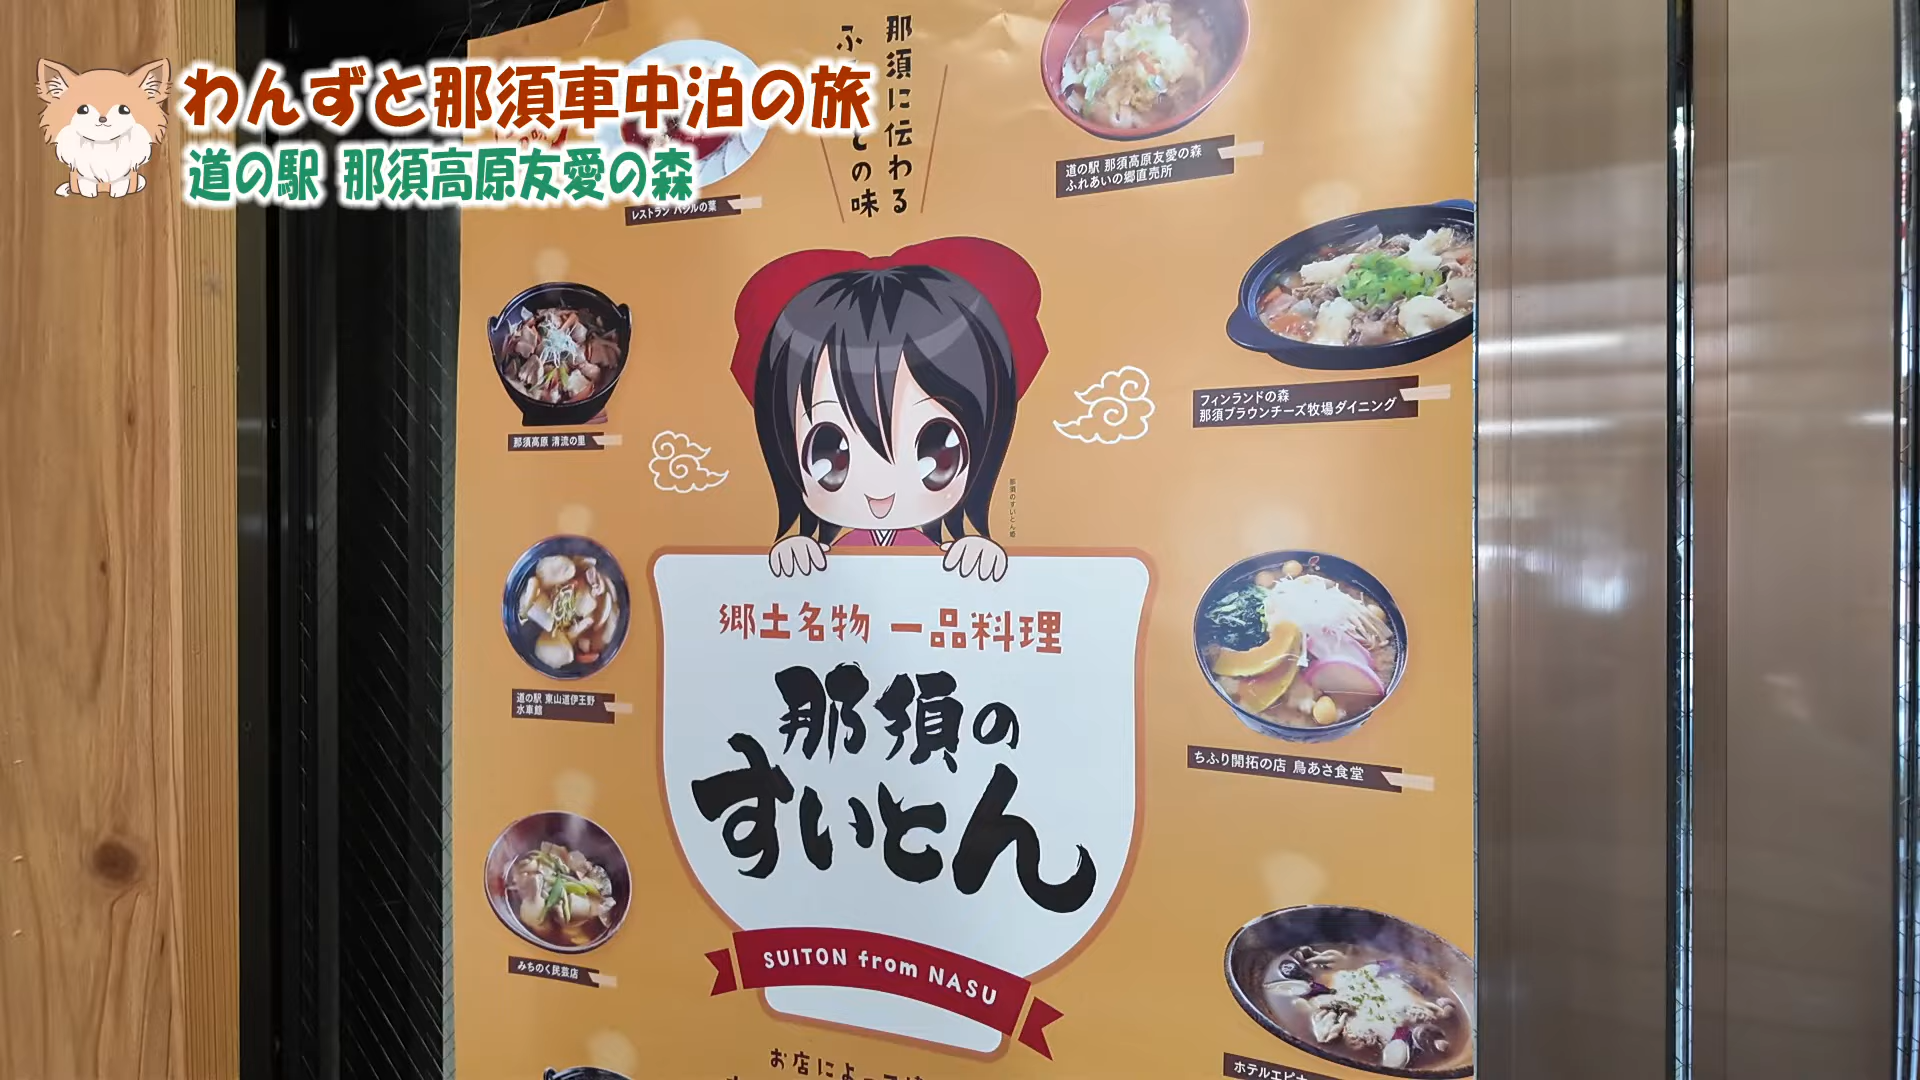 わんずと那須車中泊の旅
道の駅 那須高原友愛の森
那須に伝わる
の味
レストラン バジルの葉
道の駅 那須高原友愛の森
ふれあいの郷直売所
那須高原 清流の里
フィンランドの森
那須ブラウンチーズ牧場ダイニング
那須のすいとん姫
郷土名物 一品料理
那須の
すいとん
SUITON from NASU
道の駅 東山道伊王野
水車館
ちふり開拓の店 鳥あさ食堂
みちのく民芸店
ホテルエピナ
お店によっ